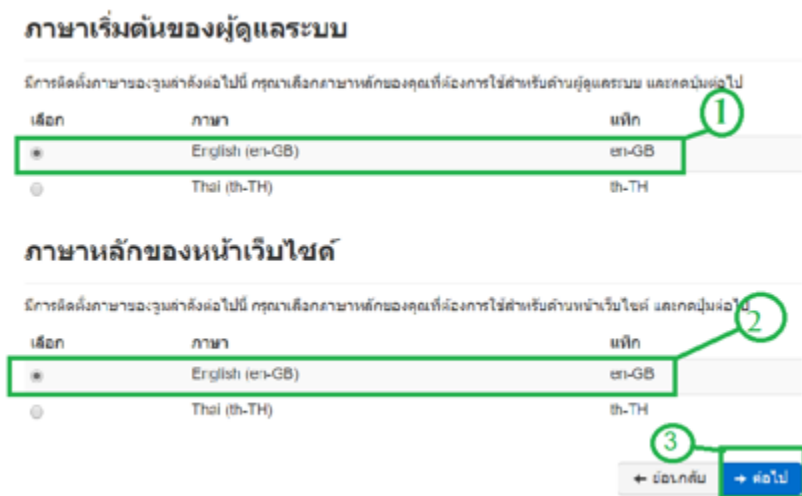 ภาษาเริ่มต้นของผู้ดูแลระบบ
มีการติดตั้งภาษาของจูมล่าดังต่อไปนี้ กรุณาเลือกภาษาหลักของคุณที่ต้องการใช้สำหรับด้านผู้ดูแลระบบ และกดปุ่มต่อไป
1
เลือก ภาษา แท็ก
English (en-GB) en-GB
Thai (th-TH) th-TH
ภาษาหลักของหน้าเว็บไซต์
มีการติดตั้งภาษาของจูมล่าดังต่อไปนี้ กรุณาเลือกภาษาหลักของคุณที่ต้องการใช้สำหรับด้านหน้าเว็บไซต์ และกดปุ่มต่อไป
2
เลือก ภาษา แท็ก
English (en-GB) en-GB
Thai (th-TH) th-TH
3
← ย้อนกลับ → ต่อไป